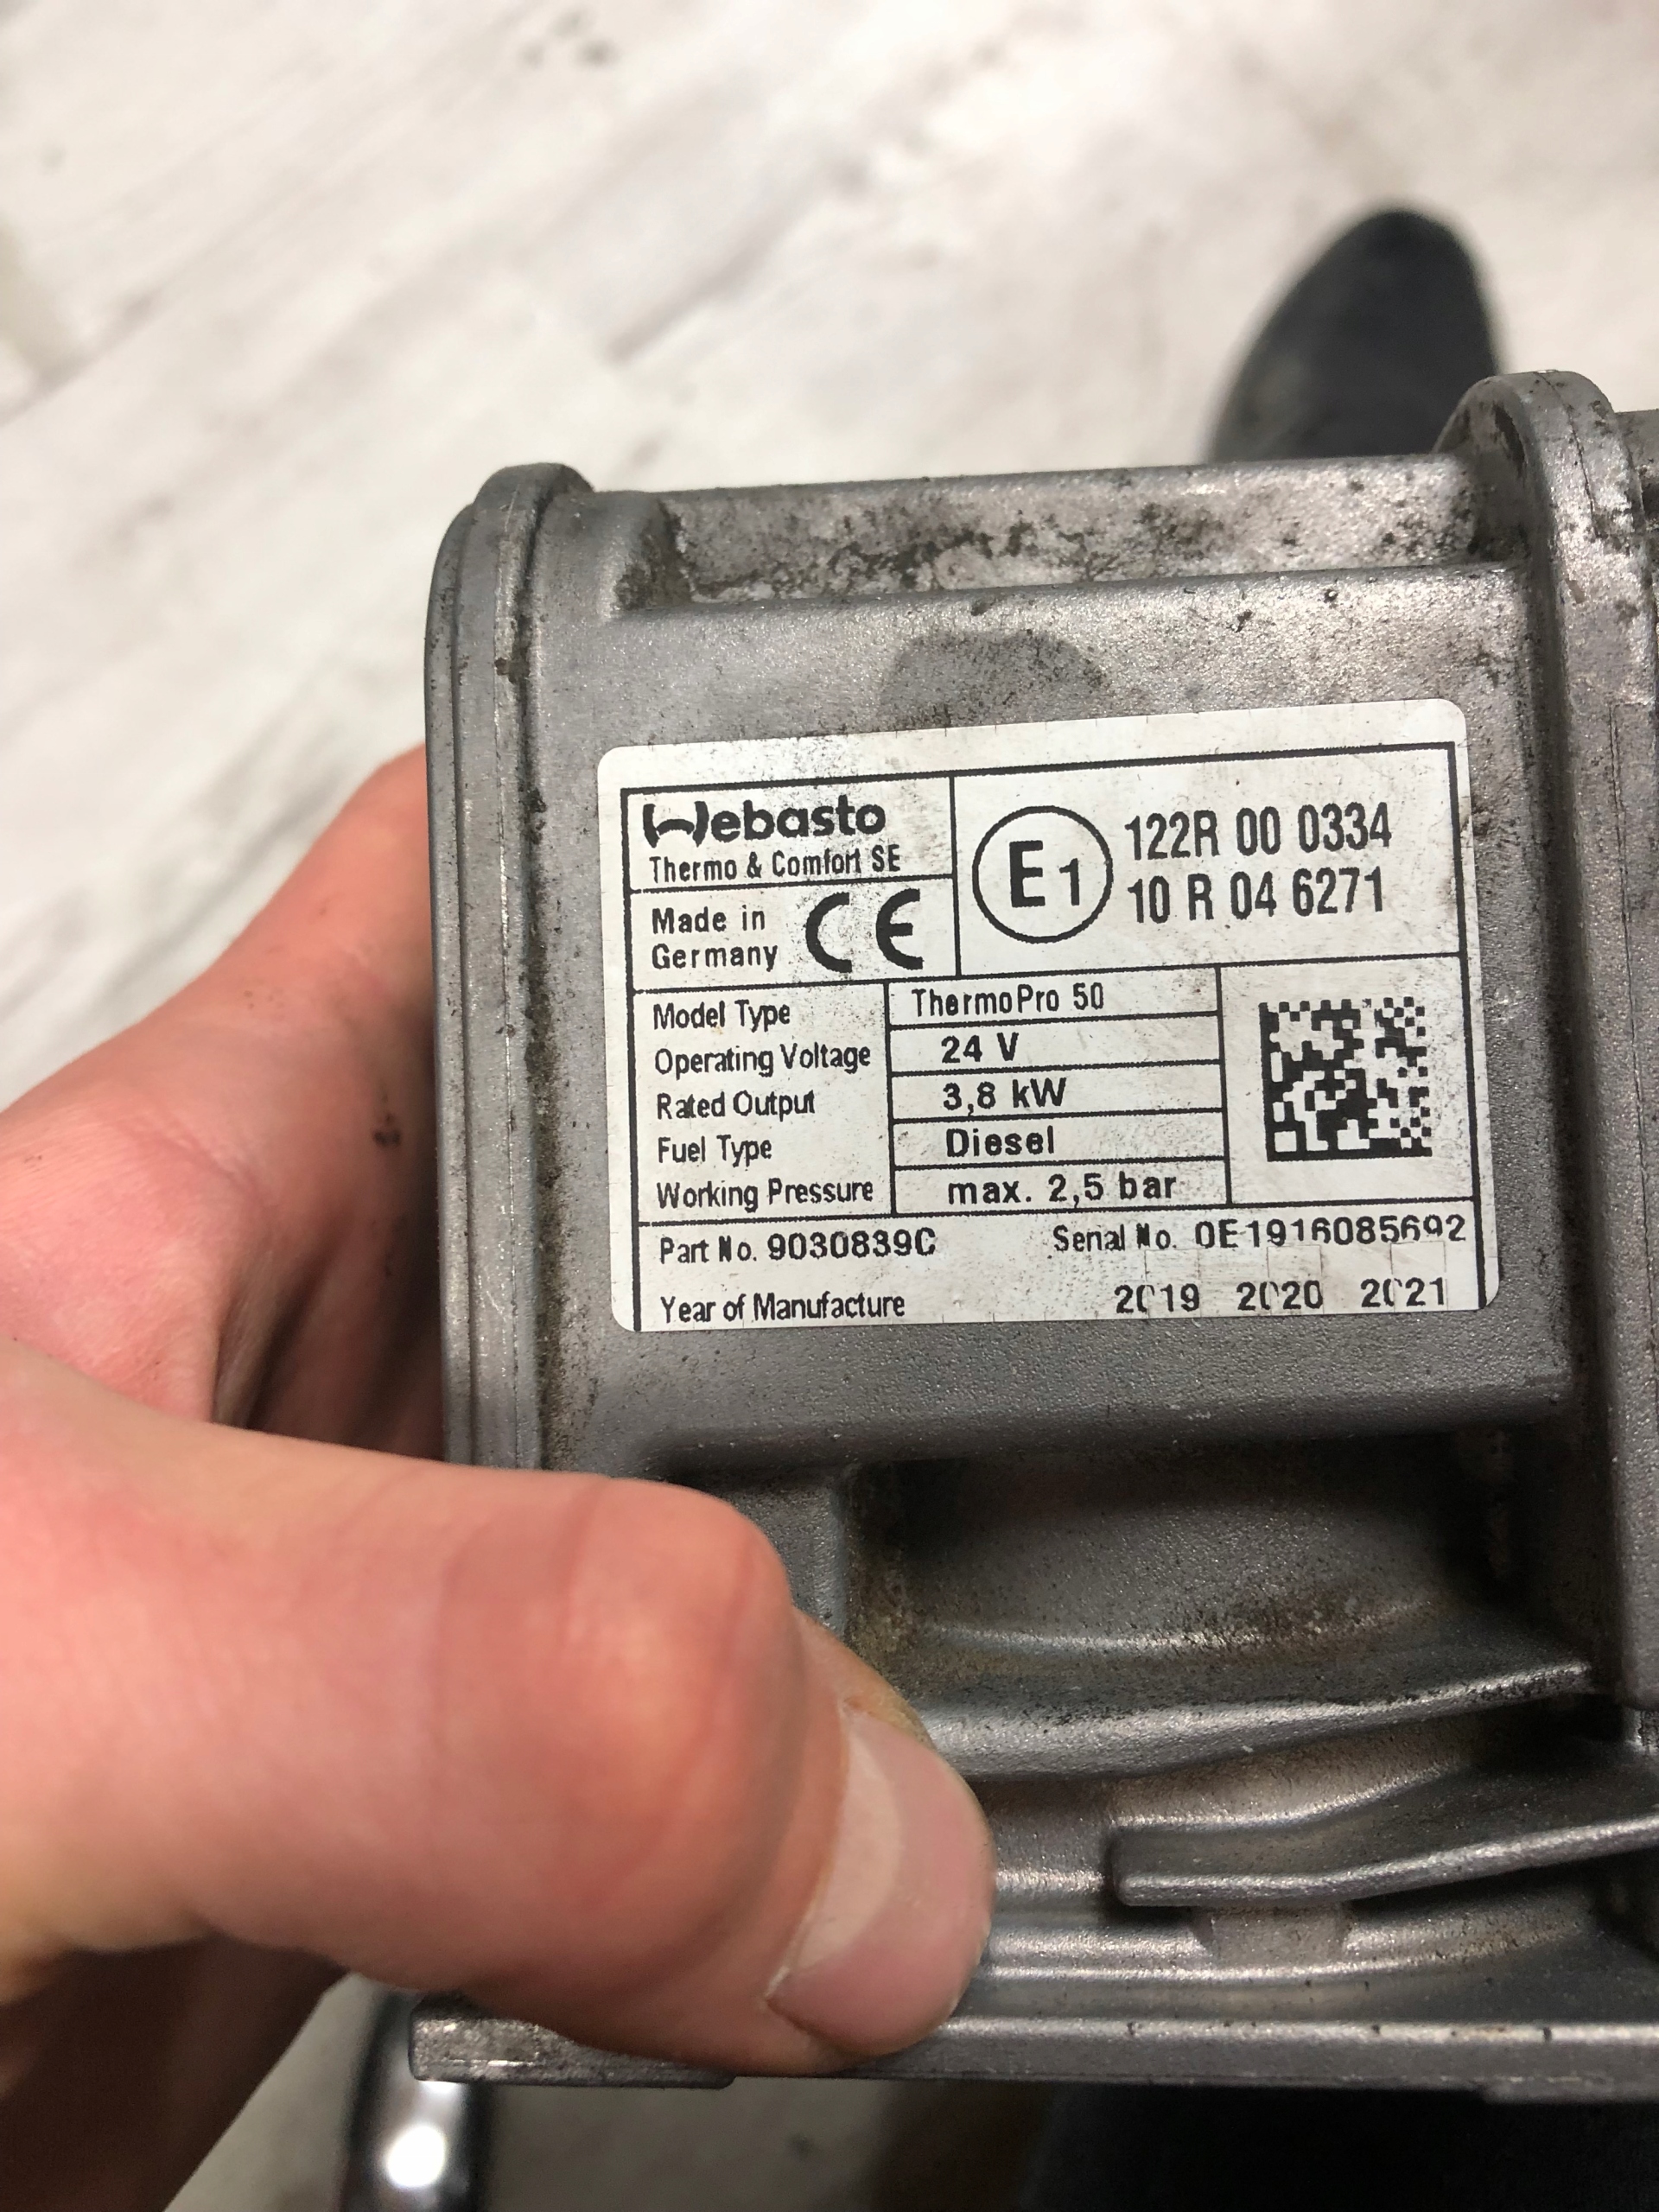 Webasto
Thermo & Comfort SE
Made in
Germany
CE
E1
122R 00 0334
10 R 04 6271
Model Type ThermoPro 50
Operating Voltage 24 V
Rated Output 3,8 kW
Fuel Type Diesel
Working Pressure max. 2,5 bar
Part No. 9030839C Serial No. 0E1916085692
Year of Manufacture 2019 2020 2021